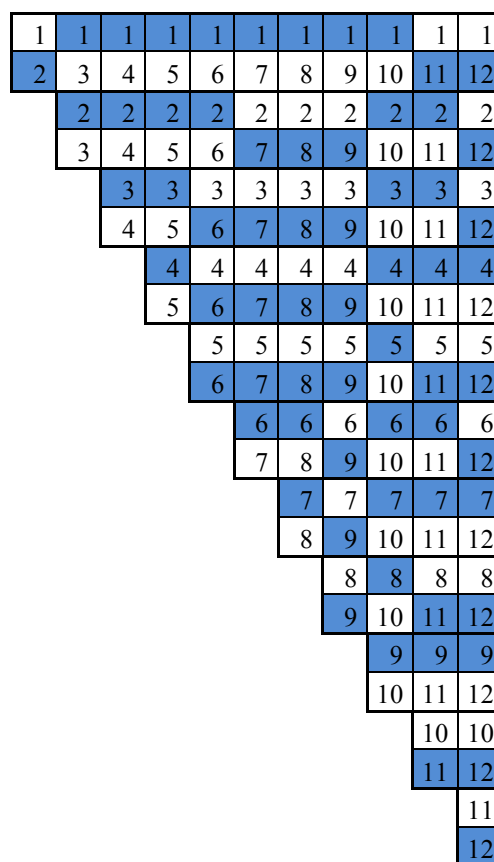 1 1 1 1 1 1 1 1 1 1 1
2 3 4 5 6 7 8 9 10 11 12
2 2 2 2 2 2 2 2 2 2
3 4 5 6 7 8 9 10 11 12
3 3 3 3 3 3 3 3 3
4 5 6 7 8 9 10 11 12
4 4 4 4 4 4 4 4
5 6 7 8 9 10 11 12
5 5 5 5 5 5 5
6 7 8 9 10 11 12
6 6 6 6 6 6
7 8 9 10 11 12
7 7 7 7 7
8 9 10 11 12
8 8 8 8
9 10 11 12
9 9 9
10 11 12
10 10
11 12
11
12